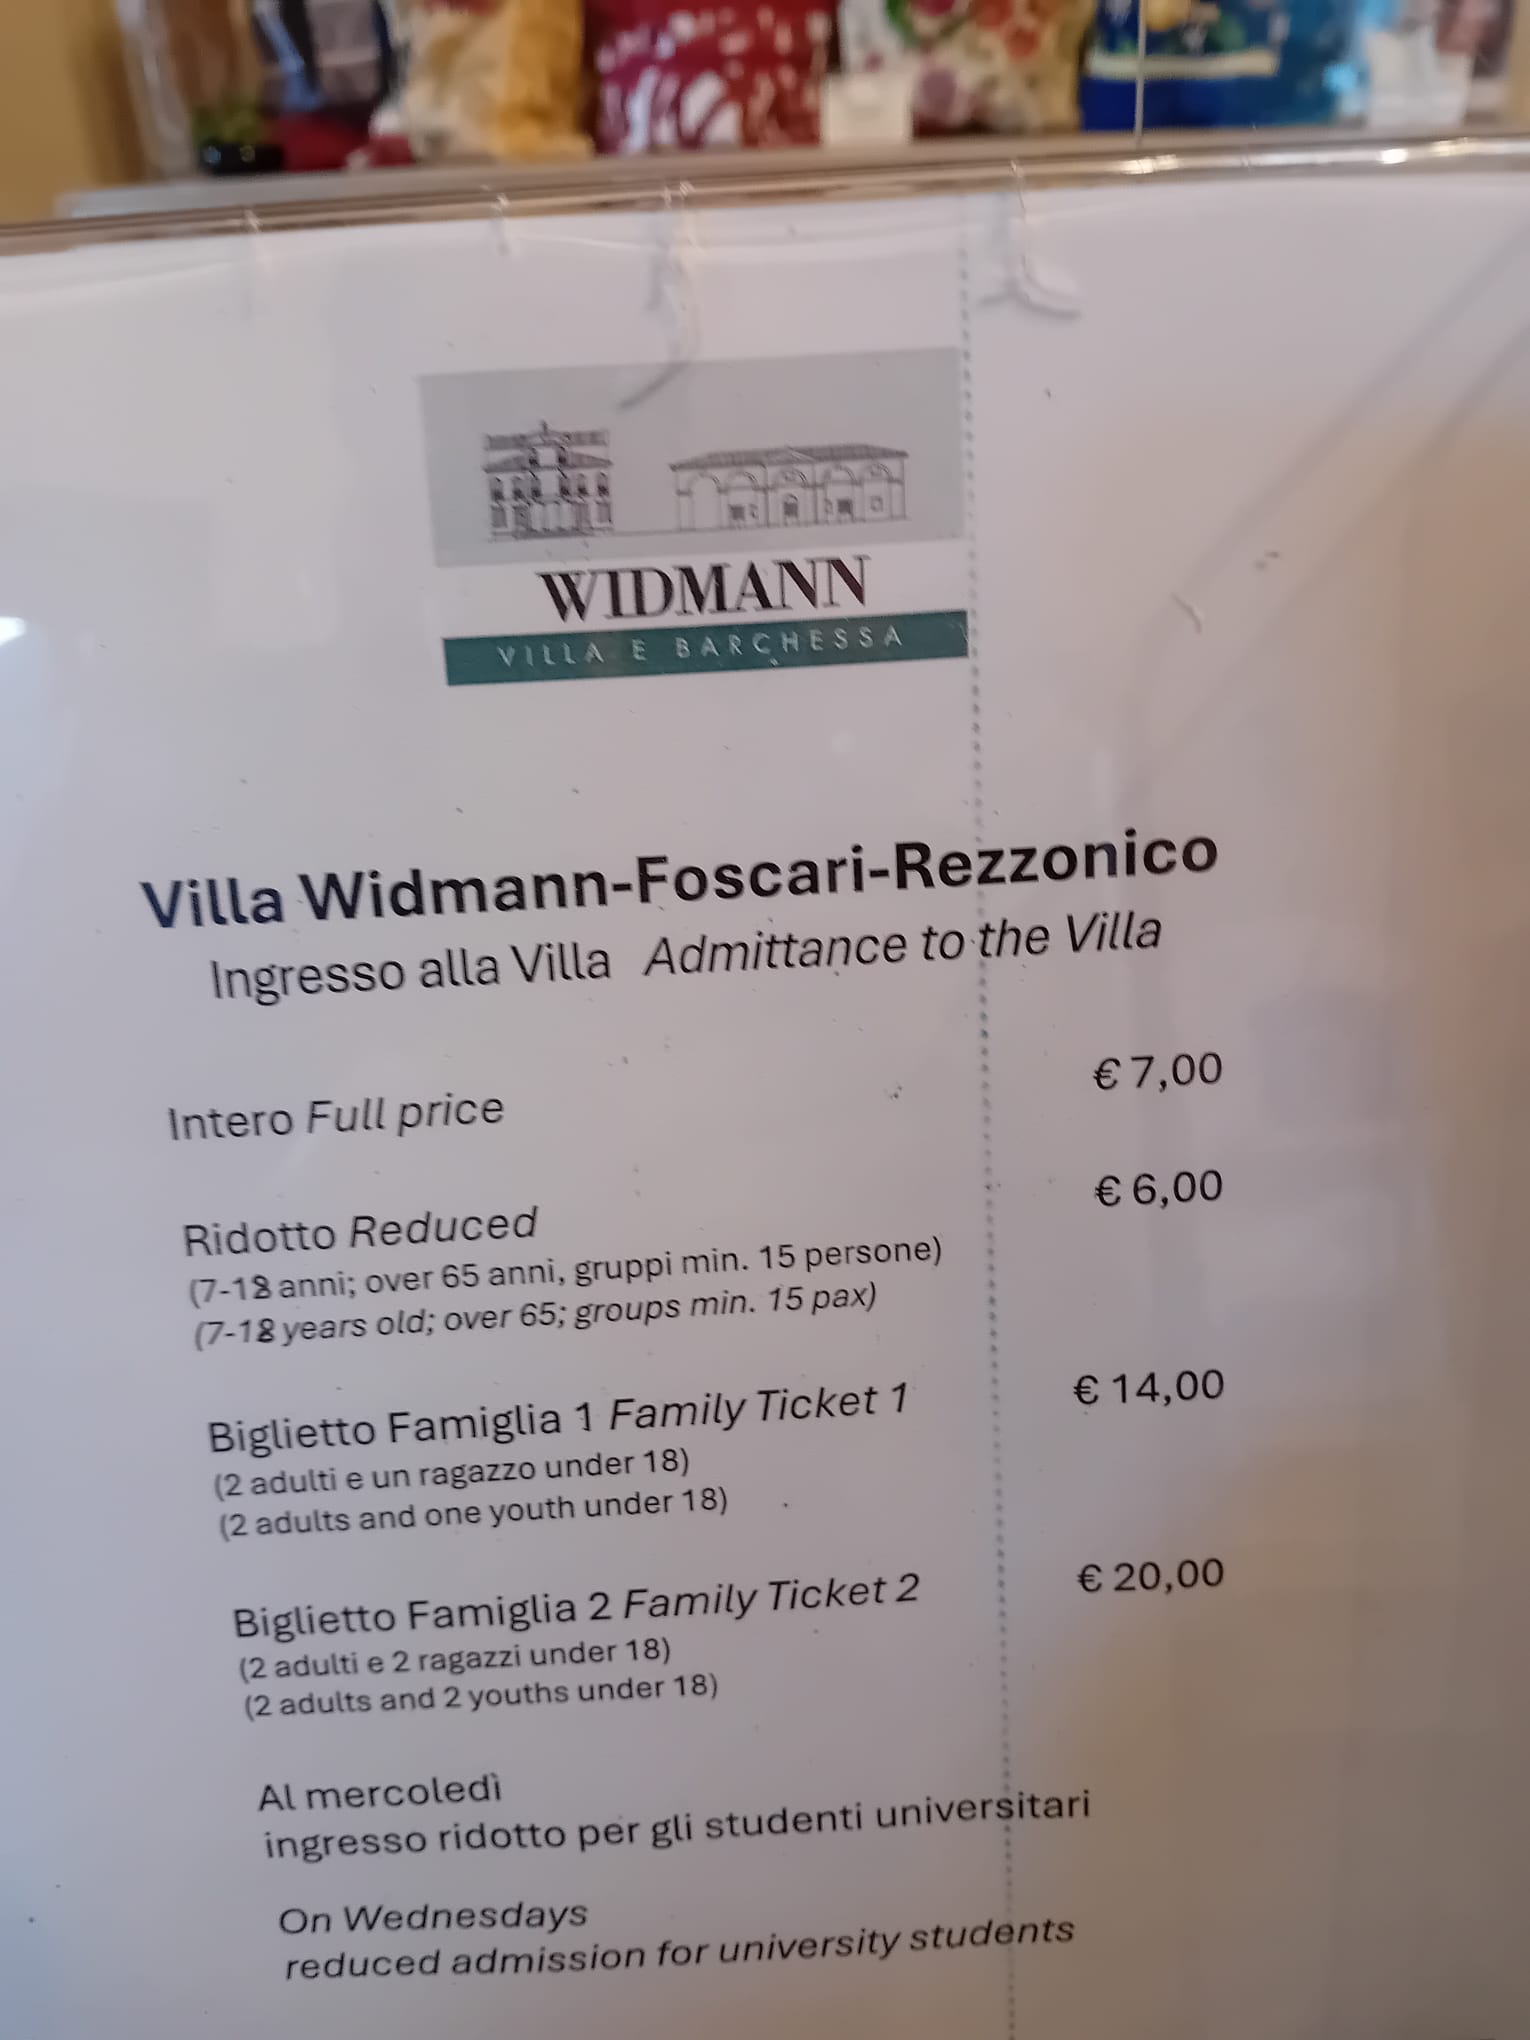 WIDMANN
VILLA E BARCHESSA
Villa Widmann-Foscari-Rezzonico
Ingresso alla Villa Admittance to the Villa
Intero Full price € 7,00
Ridotto Reduced € 6,00
(7-18 anni; over 65 anni, gruppi min. 15 persone)
(7-18 years old; over 65; groups min. 15 pax)
Biglietto Famiglia 1 Family Ticket 1 € 14,00
(2 adulti e un ragazzo under 18)
(2 adults and one youth under 18)
Biglietto Famiglia 2 Family Ticket 2 € 20,00
(2 adulti e 2 ragazzi under 18)
(2 adults and 2 youths under 18)
Al mercoledì
ingresso ridotto per gli studenti universitari
On Wednesdays
reduced admission for university students